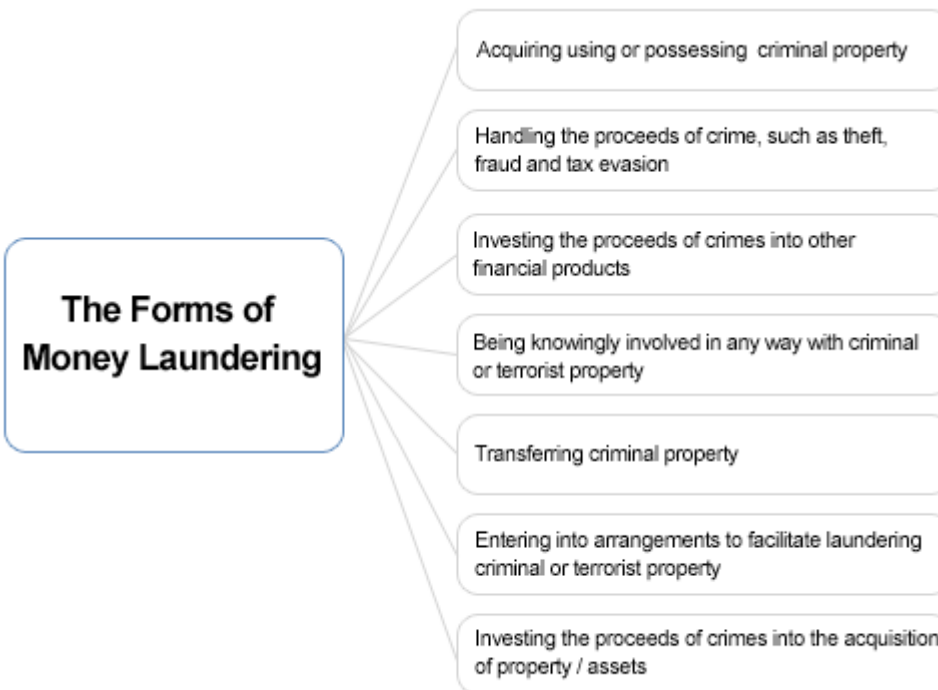 The Forms of
Money Laundering
Acquiring using or possessing criminal property
Handling the proceeds of crime, such as theft,
fraud and tax evasion
Investing the proceeds of crimes into other
financial products
Being knowingly involved in any way with criminal
or terrorist property
Transferring criminal property
Entering into arrangements to facilitate laundering
criminal or terrorist property
Investing the proceeds of crimes into the acquisition
of property / assets